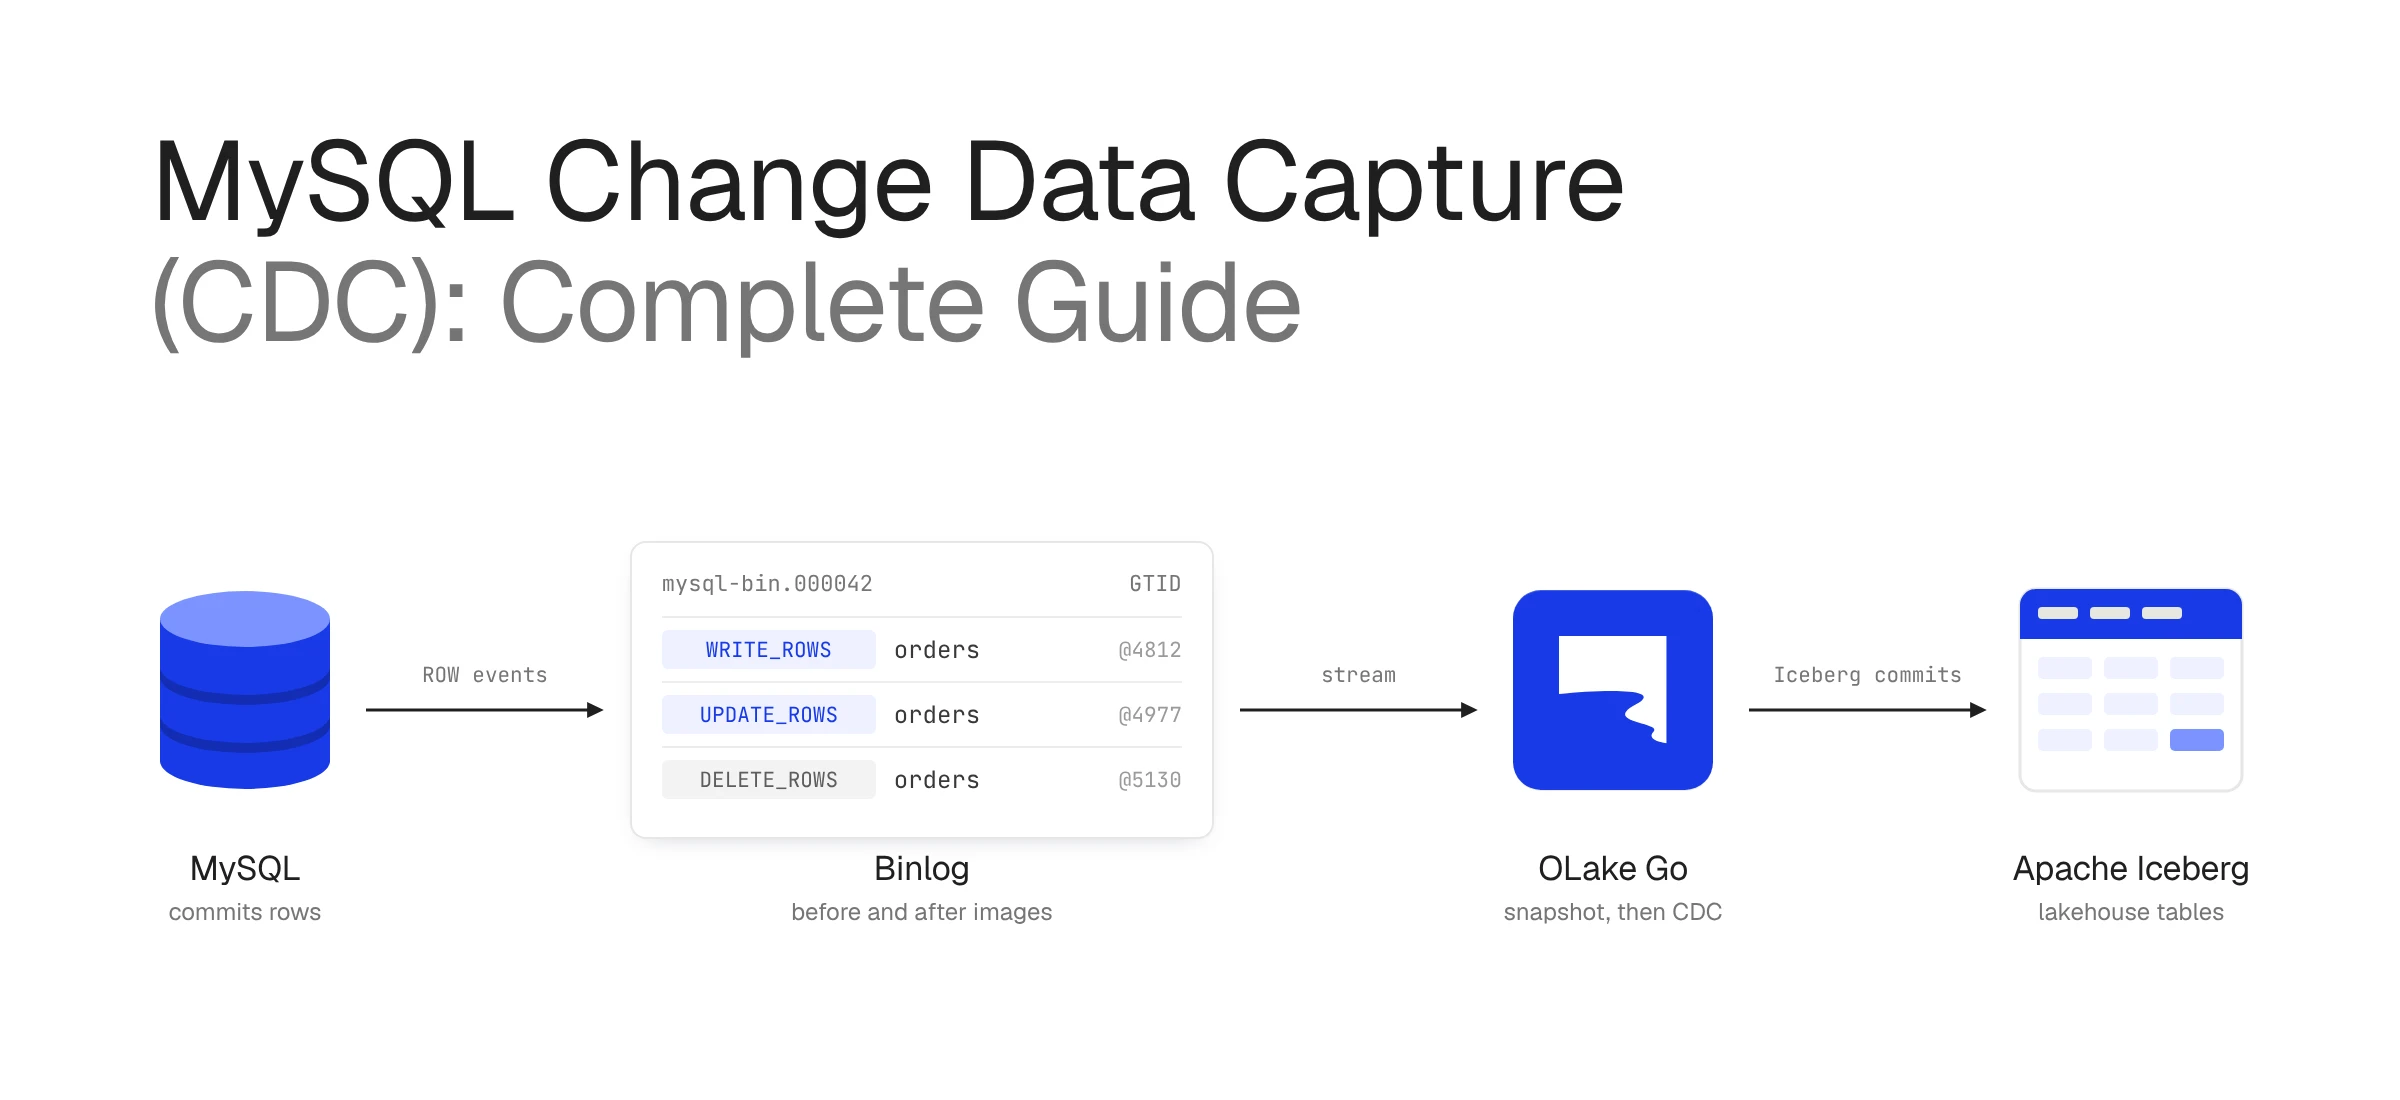 MySQL Change Data Capture
(CDC): Complete Guide
mysql-bin.000042 GTID
WRITE_ROWS orders @4812
UPDATE_ROWS orders @4977
DELETE_ROWS orders @5130
ROW events
stream
Iceberg commits
MySQL
commits rows
Binlog
before and after images
OLake Go
snapshot, then CDC
Apache Iceberg
lakehouse tables